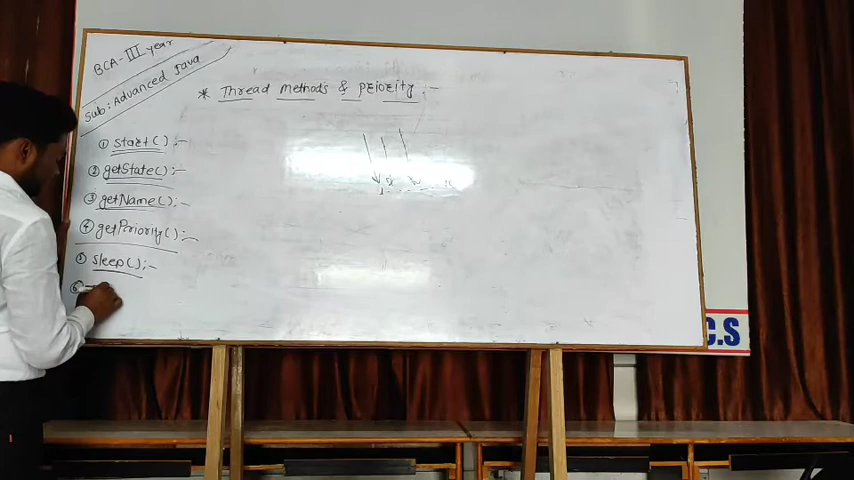 BCA-III year
Sub: Advanced Java
* Thread Methods & Priority :-
① start() :-
② getState() :-
③ getName() :-
④ getPriority() :-
⑤ sleep() :-
⑥
C.S